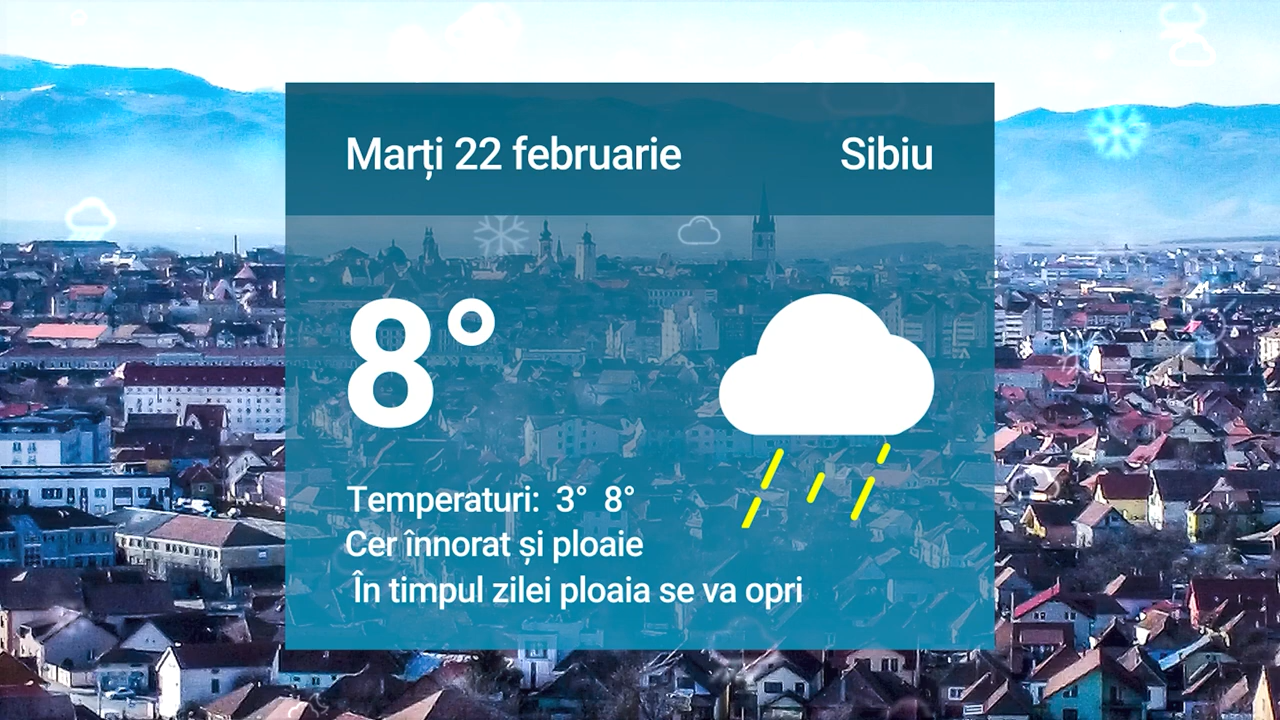 Marți 22 februarie Sibiu
8°
Temperaturi: 3° 8°
Cer înnorat și ploaie
În timpul zilei ploaia se va opri